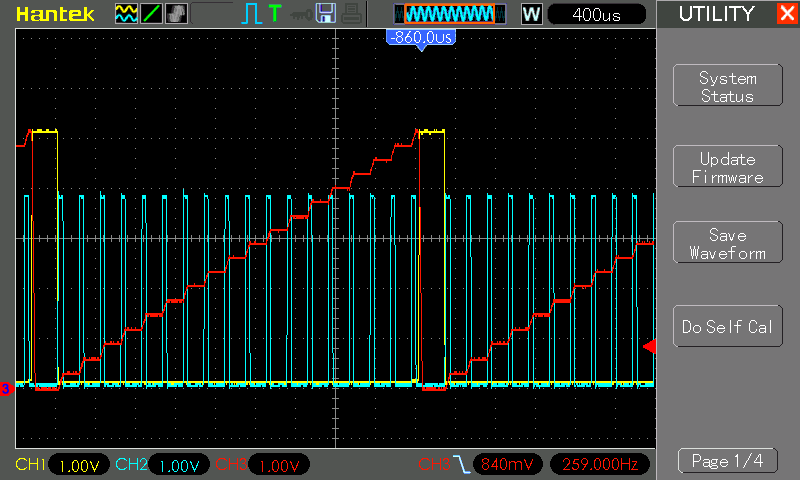 Hantek
T
W
400us
UTILITY
-860.0us
System
Status
Update
Firmware
Save
Waveform
Do Self Cal
3
CH1 1.00V CH2 1.00V CH3 1.00V CH3 840mV 259.000Hz
Page 1/4